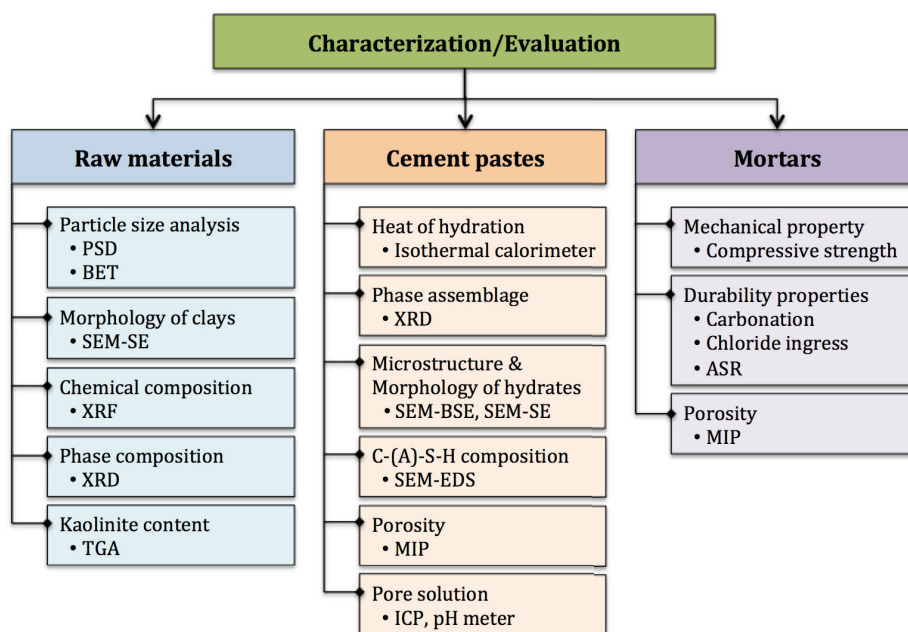 Characterization/Evaluation
Raw materials
Particle size analysis
• PSD
• BET
Morphology of clays
• SEM-SE
Chemical composition
• XRF
Phase composition
• XRD
Kaolinite content
• TGA
Cement pastes
Heat of hydration
• Isothermal calorimeter
Phase assemblage
• XRD
Microstructure &
Morphology of hydrates
• SEM-BSE, SEM-SE
C-(A)-S-H composition
• SEM-EDS
Porosity
• MIP
Pore solution
• ICP, pH meter
Mortars
Mechanical property
• Compressive strength
Durability properties
• Carbonation
• Chloride ingress
• ASR
Porosity
• MIP